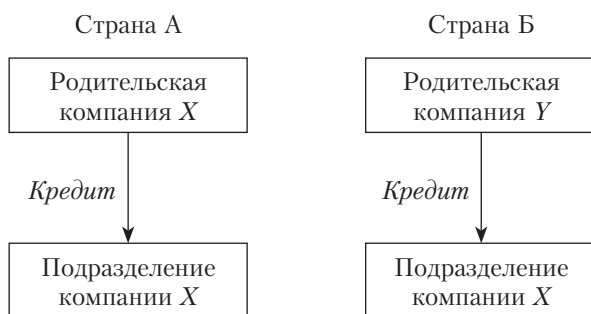 Страна А
Страна Б
Родительская
компания X
Родительская
компания Y
Кредит
Кредит
Подразделение
компании X
Подразделение
компании X